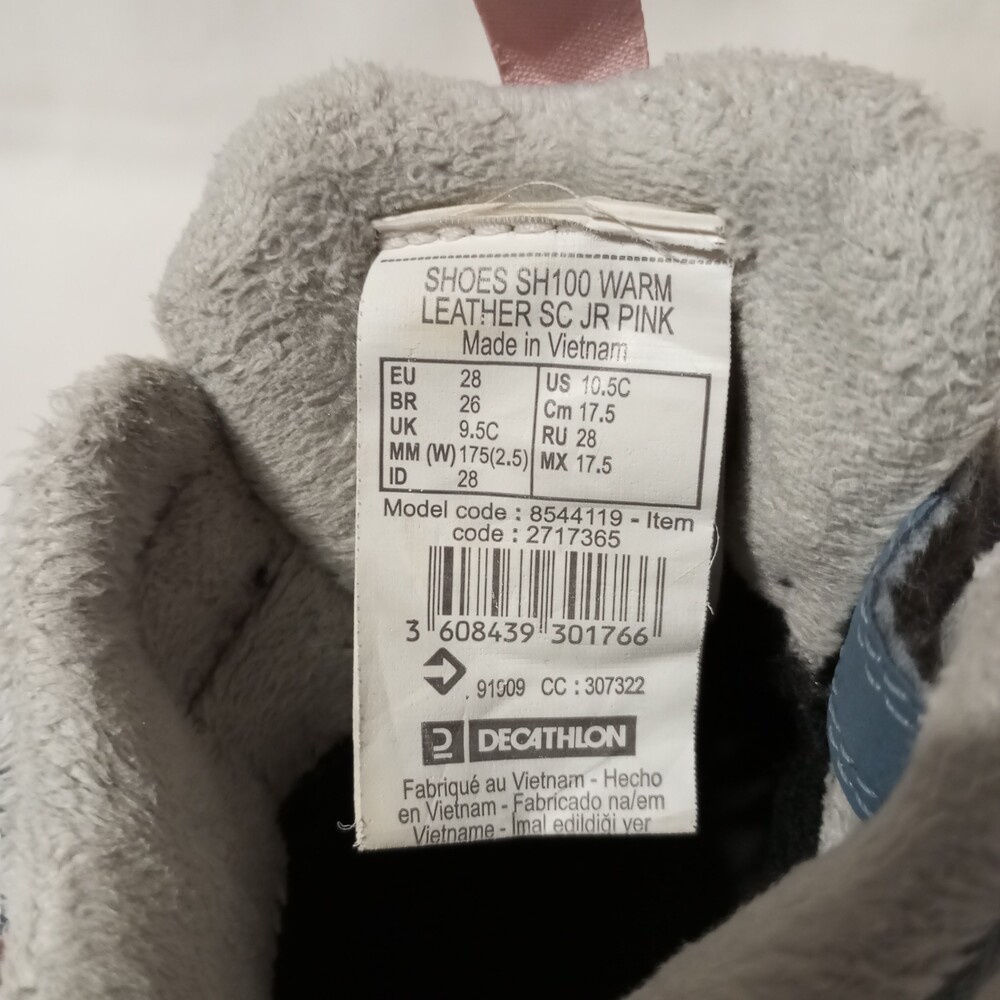 SHOES SH100 WARM
LEATHER SC JR PINK
Made in Vietnam
EU 28
BR 26
UK 9.5C
MM (W) 175(2.5)
ID 28
US 10.5C
Cm 17.5
RU 28
MX 17.5
Model code : 8544119 - Item
code : 2717365
3 608439 301766
91909 CC : 307322
DECATHLON
Fabriqué au Vietnam - Hecho
en Vietnam - Fabricado na/em
Vietname - İmal edildiği yer